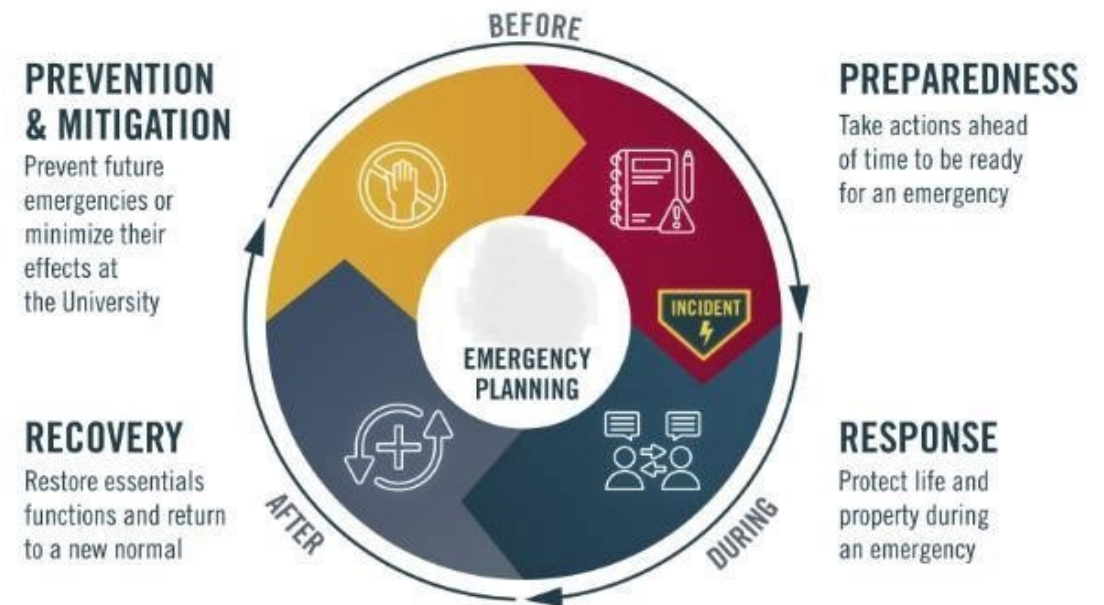 BEFORE
PREVENTION
& MITIGATION
Prevent future
emergencies or
minimize their
effects at
the University
PREPAREDNESS
Take actions ahead
of time to be ready
for an emergency
INCIDENT
EMERGENCY
PLANNING
RECOVERY
Restore essentials
functions and return
to a new normal
AFTER
DURING
RESPONSE
Protect life and
property during
an emergency